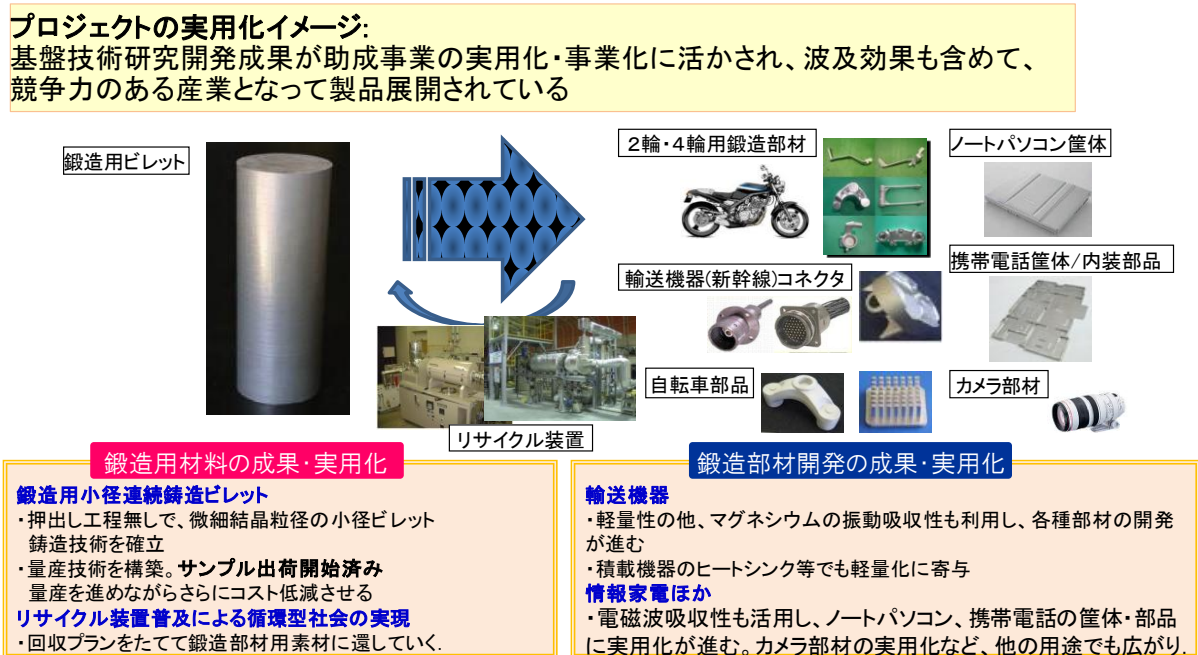 プロジェクトの実用化イメージ:
基盤技術研究開発成果が助成事業の実用化・事業化に活かされ、波及効果も含めて、
競争力のある産業となって製品展開されている
鍛造用ビレット
2輪・4輪用鍛造部材
ノートパソコン筐体
輸送機器(新幹線)コネクタ
携帯電話筐体/内装部品
自転車部品
カメラ部材
リサイクル装置
鍛造用材料の成果・実用化
鍛造用小径連続鋳造ビレット
・押出し工程無しで、微細結晶粒径の小径ビレット
鋳造技術を確立
・量産技術を構築。サンプル出荷開始済み
量産を進めながらさらにコスト低減させる
リサイクル装置普及による循環型社会の実現
・回収プランをたてて鍛造部材用素材に還していく.
鍛造部材開発の成果・実用化
輸送機器
・軽量性の他、マグネシウムの振動吸収性も利用し、各種部材の開発
が進む
・積載機器のヒートシンク等でも軽量化に寄与
情報家電ほか
・電磁波吸収性も活用し、ノートパソコン、携帯電話の筐体・部品
に実用化が進む。カメラ部材の実用化など、他の用途でも広がり.